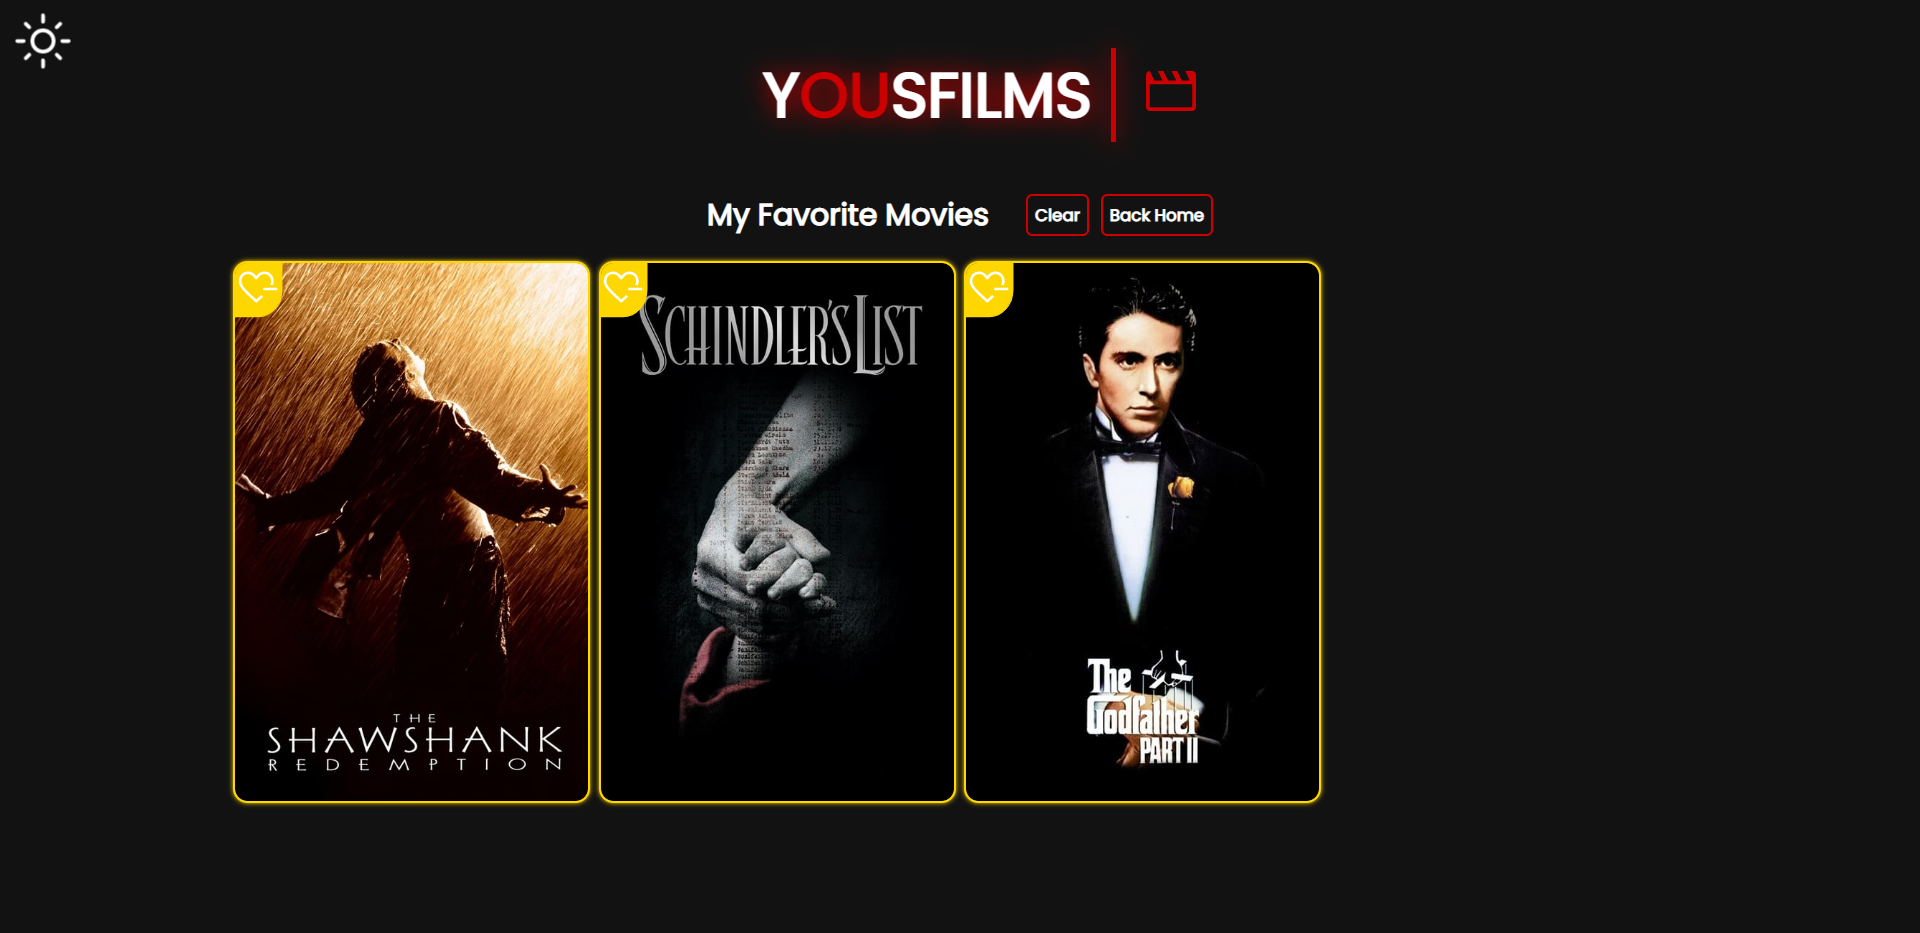 YOUSFILMS
My Favorite Movies
Clear
Back Home
THE
SHAWSHANK
REDEMPTION
SCHINDLER'S LIST
The
Godfather
PART II